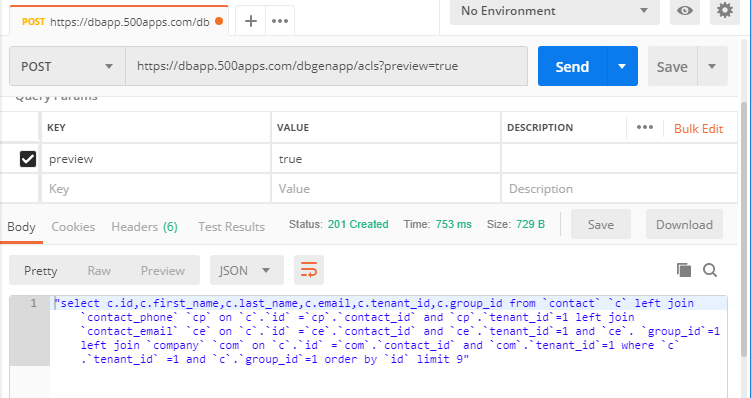 POST https://dbapp.500apps.com/db
No Environment
POST https://dbapp.500apps.com/dbgenapp/acls?preview=true Send Save
Query Params
KEY VALUE DESCRIPTION ••• Bulk Edit
preview true
Key Value Description
Body Cookies Headers (6) Test Results Status: 201 Created Time: 753 ms Size: 729 B Save Download
Pretty Raw Preview JSON
1 "select c.id,c.first_name,c.last_name,c.email,c.tenant_id,c.group_id from `contact` `c` left join
`contact_phone` `cp` on `c`.`id` =`cp`.`contact_id` and `cp`.`tenant_id`=1 left join
`contact_email` `ce` on `c`.`id` =`ce`.`contact_id` and `ce`.`tenant_id`=1 and `ce`. `group_id`=1
left join `company` `com` on `c`.`id` =`com`.`contact_id` and `com`.`tenant_id`=1 where `c`
.`tenant_id` =1 and `c`.`group_id`=1 order by `id` limit 9"